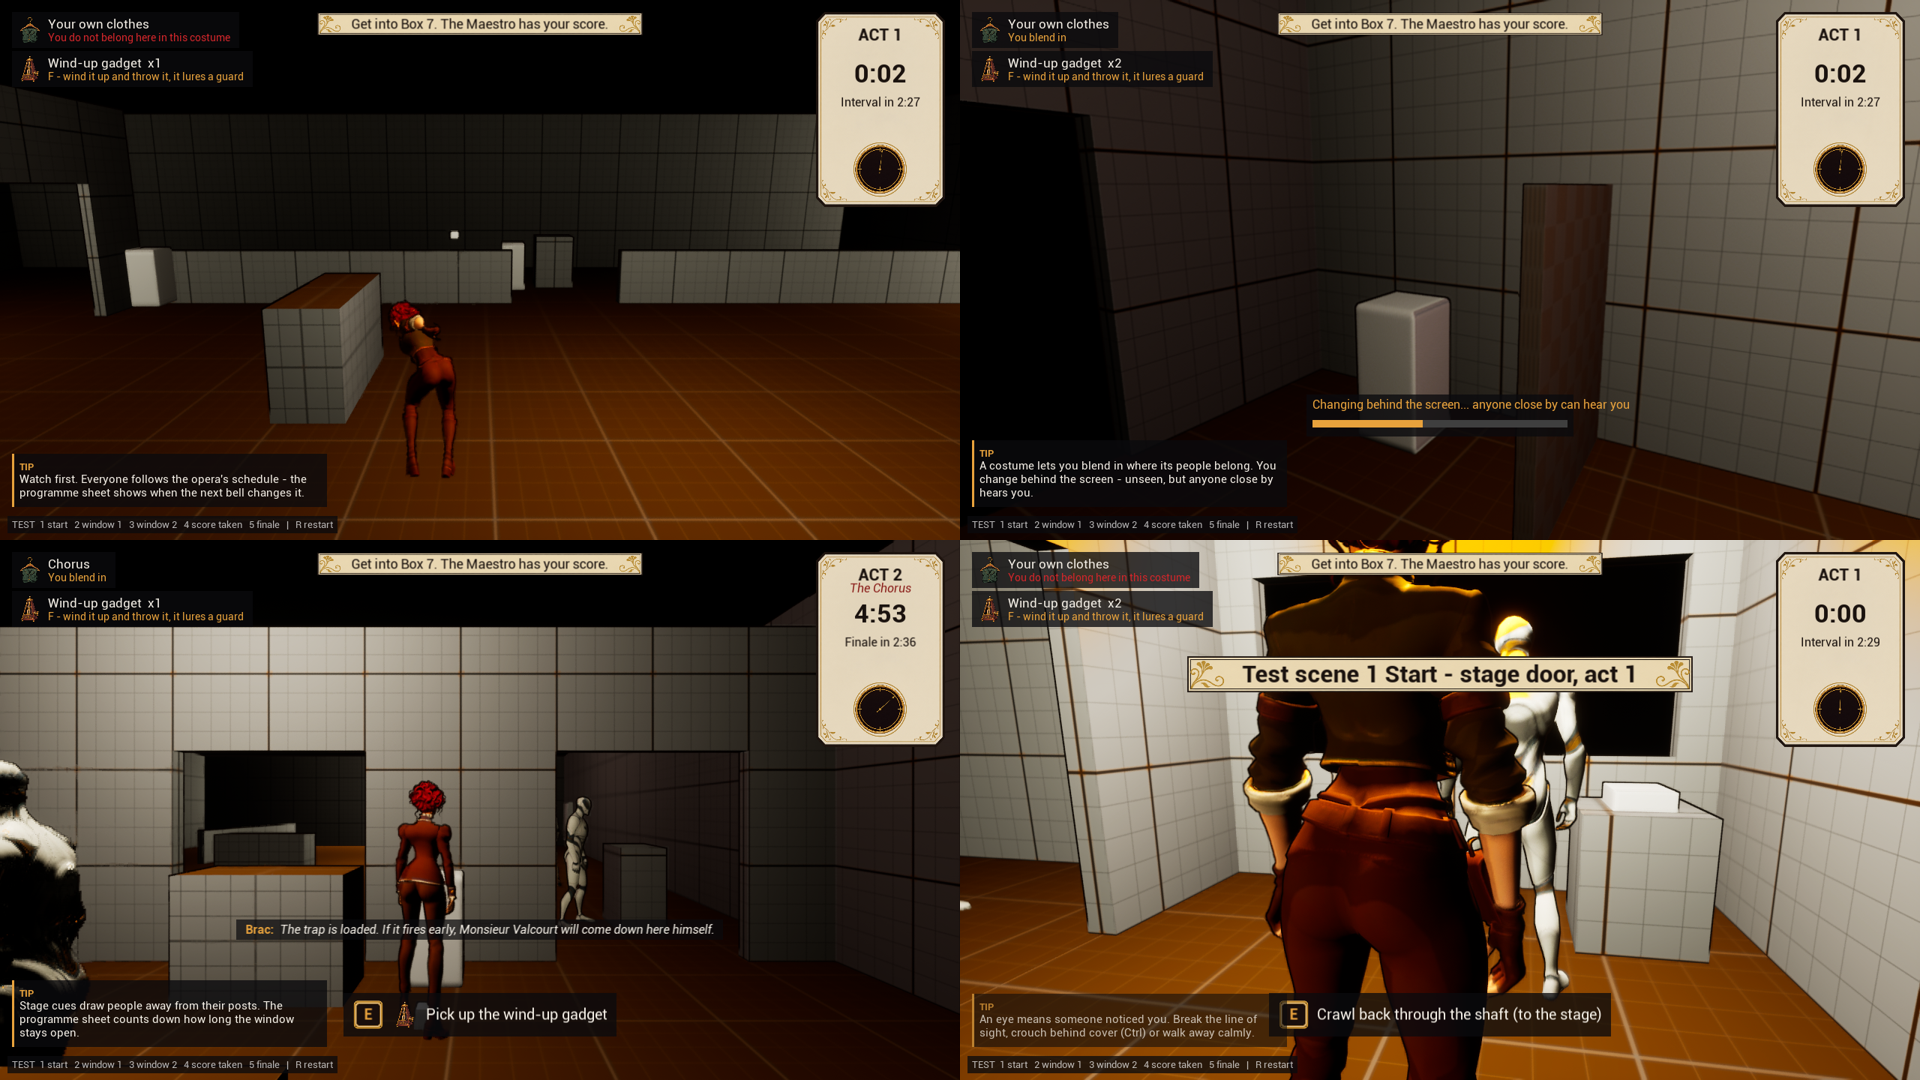 Your own clothes
You do not belong here in this costume
Wind-up gadget x1
F - wind it up and throw it, it lures a guard
Get into Box 7. The Maestro has your score.
ACT 1
0:02
Interval in 2:27
TIP
Watch first. Everyone follows the opera's schedule - the
programme sheet shows when the next bell changes it.
TEST 1 start 2 window 1 3 window 2 4 score taken 5 finale | R restart
Your own clothes
You blend in
Wind-up gadget x2
F - wind it up and throw it, it lures a guard
Get into Box 7. The Maestro has your score.
ACT 1
0:02
Interval in 2:27
Changing behind the screen... anyone close by can hear you
TIP
A costume lets you blend in where its people belong. You
change behind the screen - unseen, but anyone close by
hears you.
TEST 1 start 2 window 1 3 window 2 4 score taken 5 finale | R restart
Chorus
You blend in
Wind-up gadget x1
F - wind it up and throw it, it lures a guard
Get into Box 7. The Maestro has your score.
ACT 2
The Chorus
4:53
Finale in 2:36
Brac: The trap is loaded. If it fires early, Monsieur Valcourt will come down here himself.
TIP
Stage cues draw people away from their posts. The
programme sheet counts down how long the window
stays open.
E Pick up the wind-up gadget
TEST 1 start 2 window 1 3 window 2 4 score taken 5 finale | R restart
Your own clothes
You do not belong here in this costume
Wind-up gadget x2
F - wind it up and throw it, it lures a guard
Get into Box 7. The Maestro has your score.
ACT 1
0:00
Interval in 2:29
Test scene 1 Start - stage door, act 1
TIP
An eye means someone noticed you. Break the line of
sight, crouch behind cover (Ctrl) or walk away calmly.
E Crawl back through the shaft (to the stage)
TEST 1 start 2 window 1 3 window 2 4 score taken 5 finale | R restart